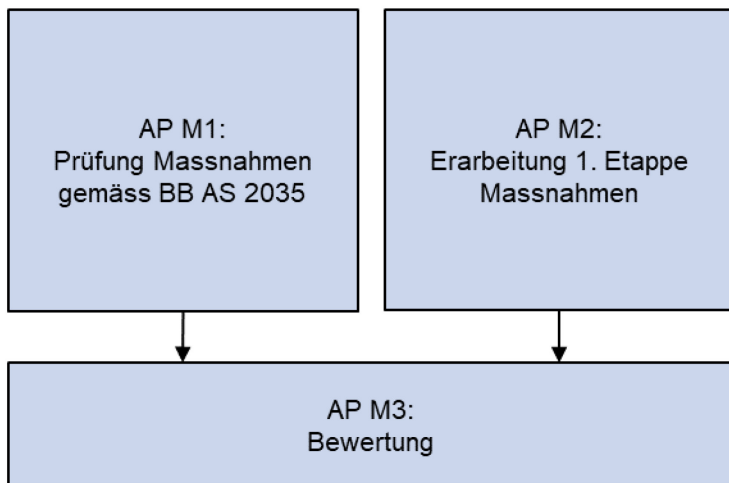 AP M1:
Prüfung Massnahmen
gemäss BB AS 2035
AP M2:
Erarbeitung 1. Etappe
Massnahmen
AP M3:
Bewertung